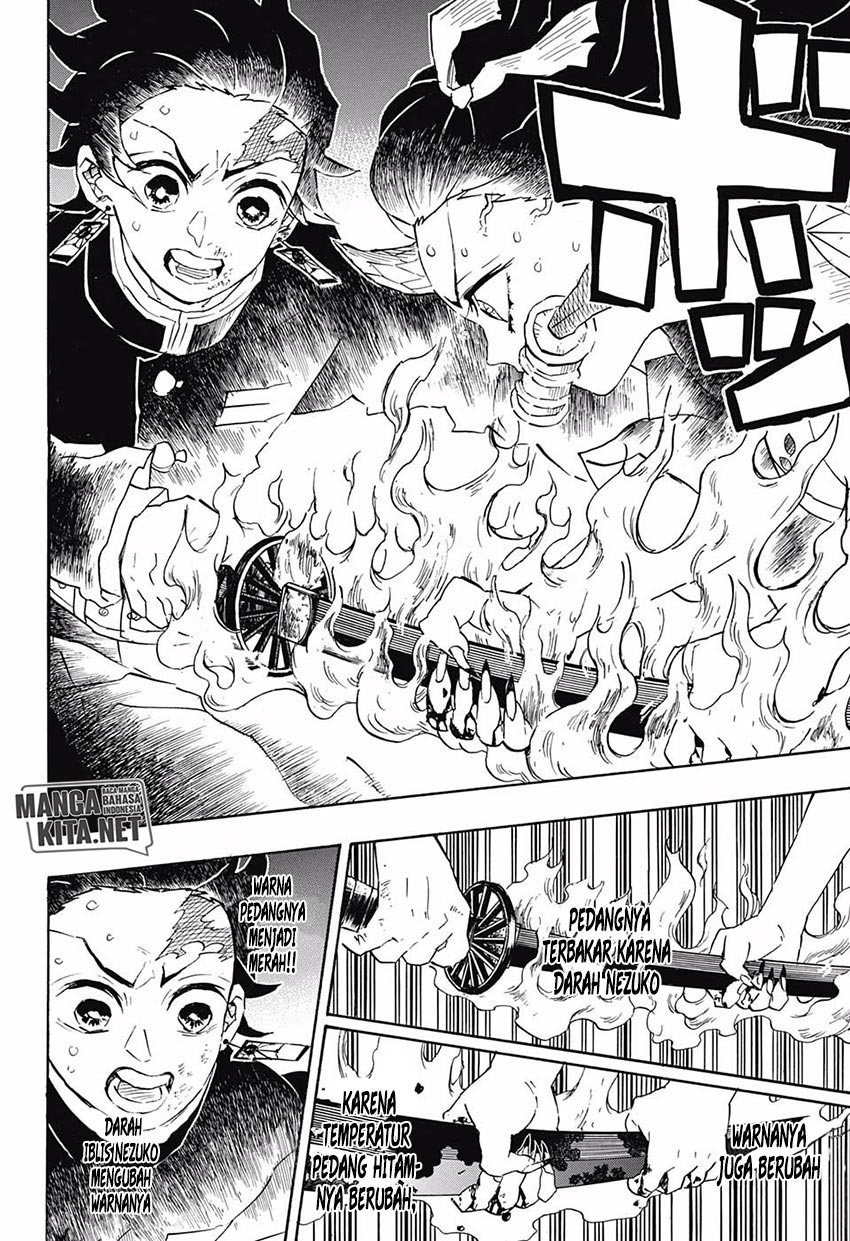 MANGA
KITA.NET
BACA MANGA
BAHASA
INDONESIA
PEDANGNYA
TERBAKAR KARENA
DARAH NEZUKO
WARNANYA
JUGA BERUBAH
KARENA
TEMPERATUR
PEDANG HITAM-
NYA BERUBAH,
WARNA
PEDANGNYA
MENJADI
MERAH!!
DARAH
IBLIS NEZUKO
MENGUBAH
WARNANYA